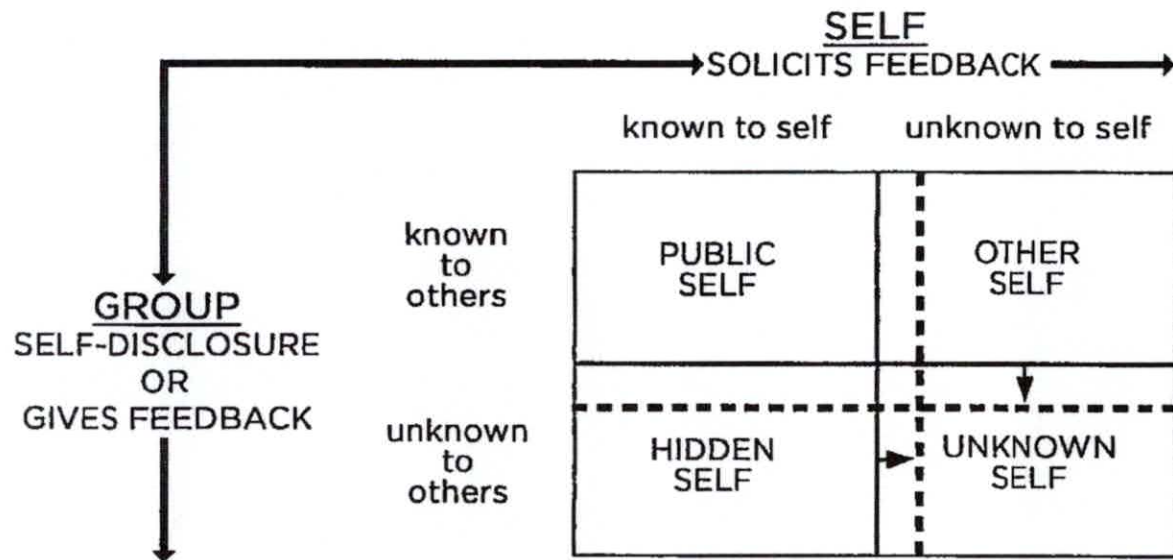 SELF
SOLICITS FEEDBACK
known to self
unknown to self
known
to
others
PUBLIC
SELF
OTHER
SELF
GROUP
SELF-DISCLOSURE
OR
GIVES FEEDBACK
unknown
to
others
HIDDEN
SELF
UNKNOWN
SELF